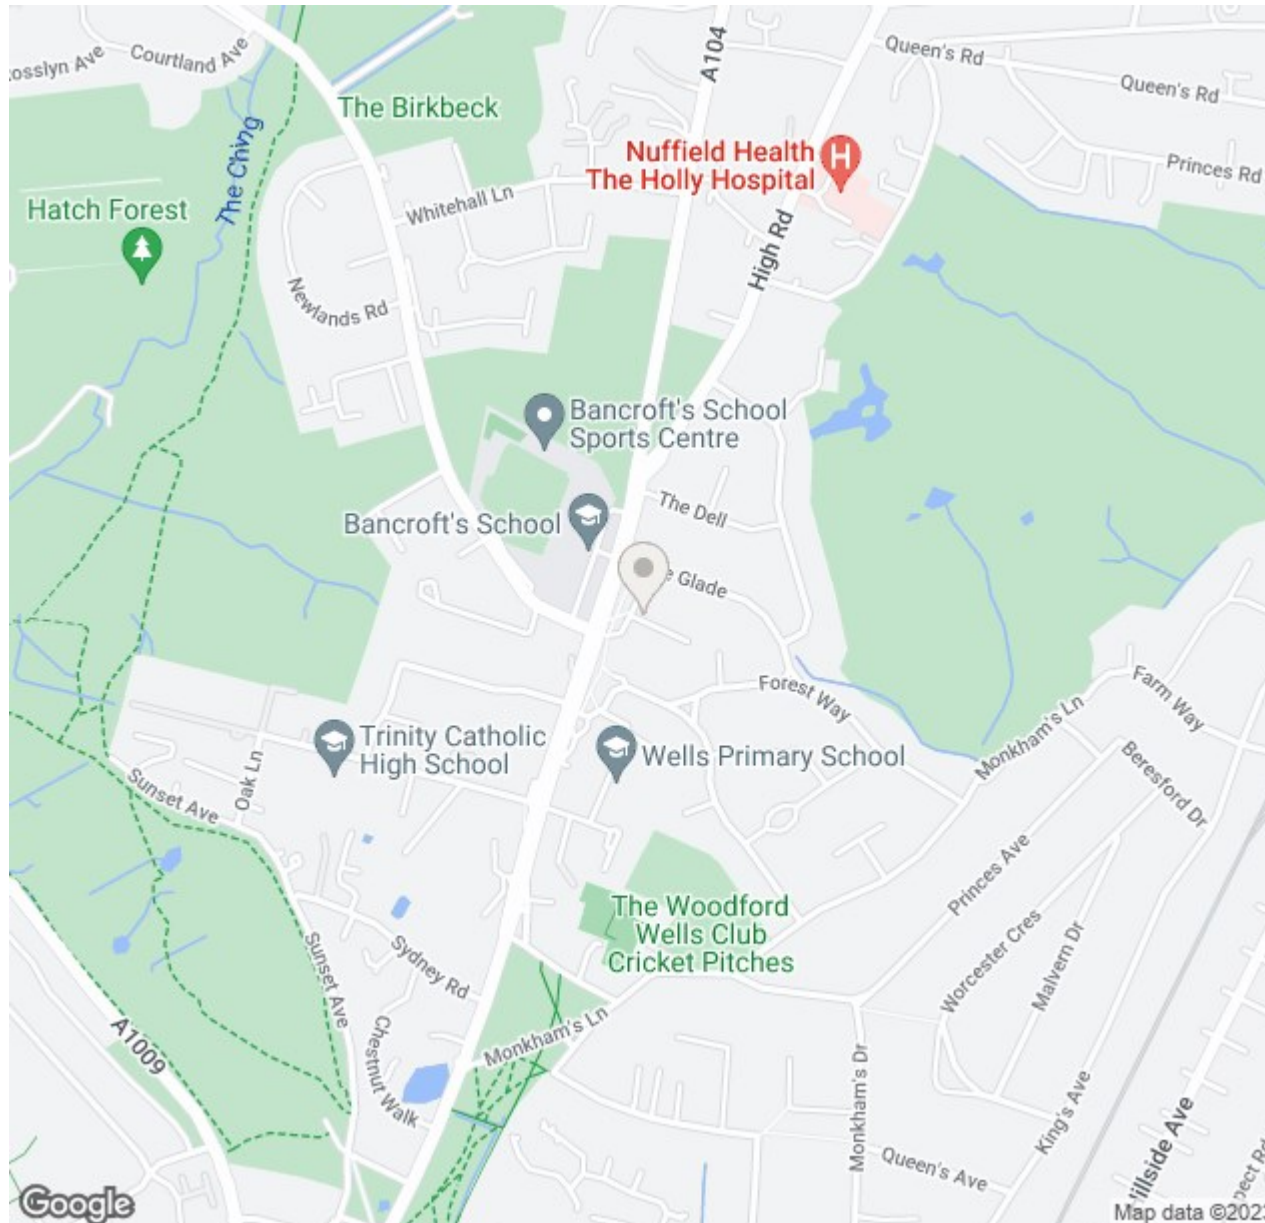 Rosslyn Ave
Courtland Ave
A104
Queen's Rd
Queen's Rd
The Birkbeck
The Ching
Nuffield Health
The Holly Hospital
Princes Rd
Whitehall Ln
Hatch Forest
High Rd
Newlands Rd
Bancroft's School
Sports Centre
The Dell
Bancroft's School
Glade
Forest Way
Farm Way
Monkham's Ln
Trinity Catholic
High School
Wells Primary School
Oak Ln
Sunset Ave
Beresford Dr
Princes Ave
The Woodford
Wells Club
Cricket Pitches
Worcester Cres
Malvern Dr
Sunset Ave
Sydney Rd
A1009
Chestnut Walk
Monkham's Ln
Monkham's Dr
King's Ave
Queen's Ave
Hillside Ave
Google
Map data ©2023